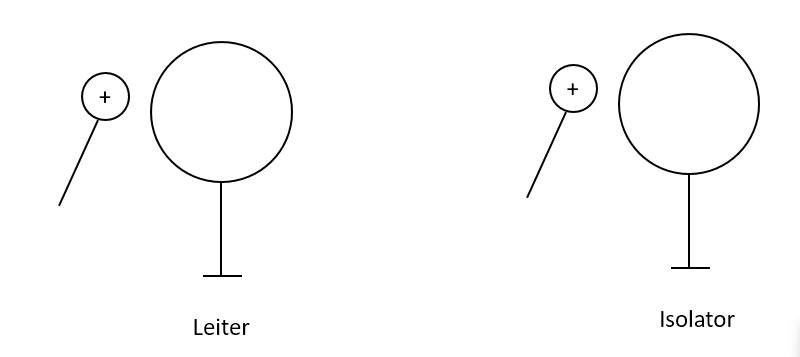 +
+
Leiter
Isolator